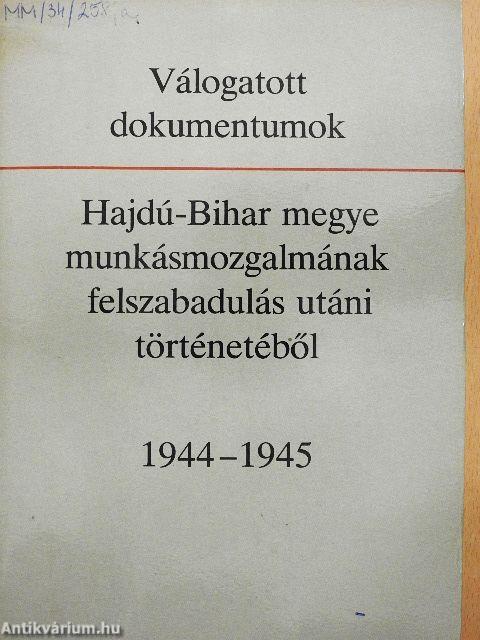 MM/34/258,a
Válogatott
dokumentumok
Hajdú-Bihar megye
munkásmozgalmának
felszabadulás utáni
történetéből
1944–1945
Antikvárium.hu